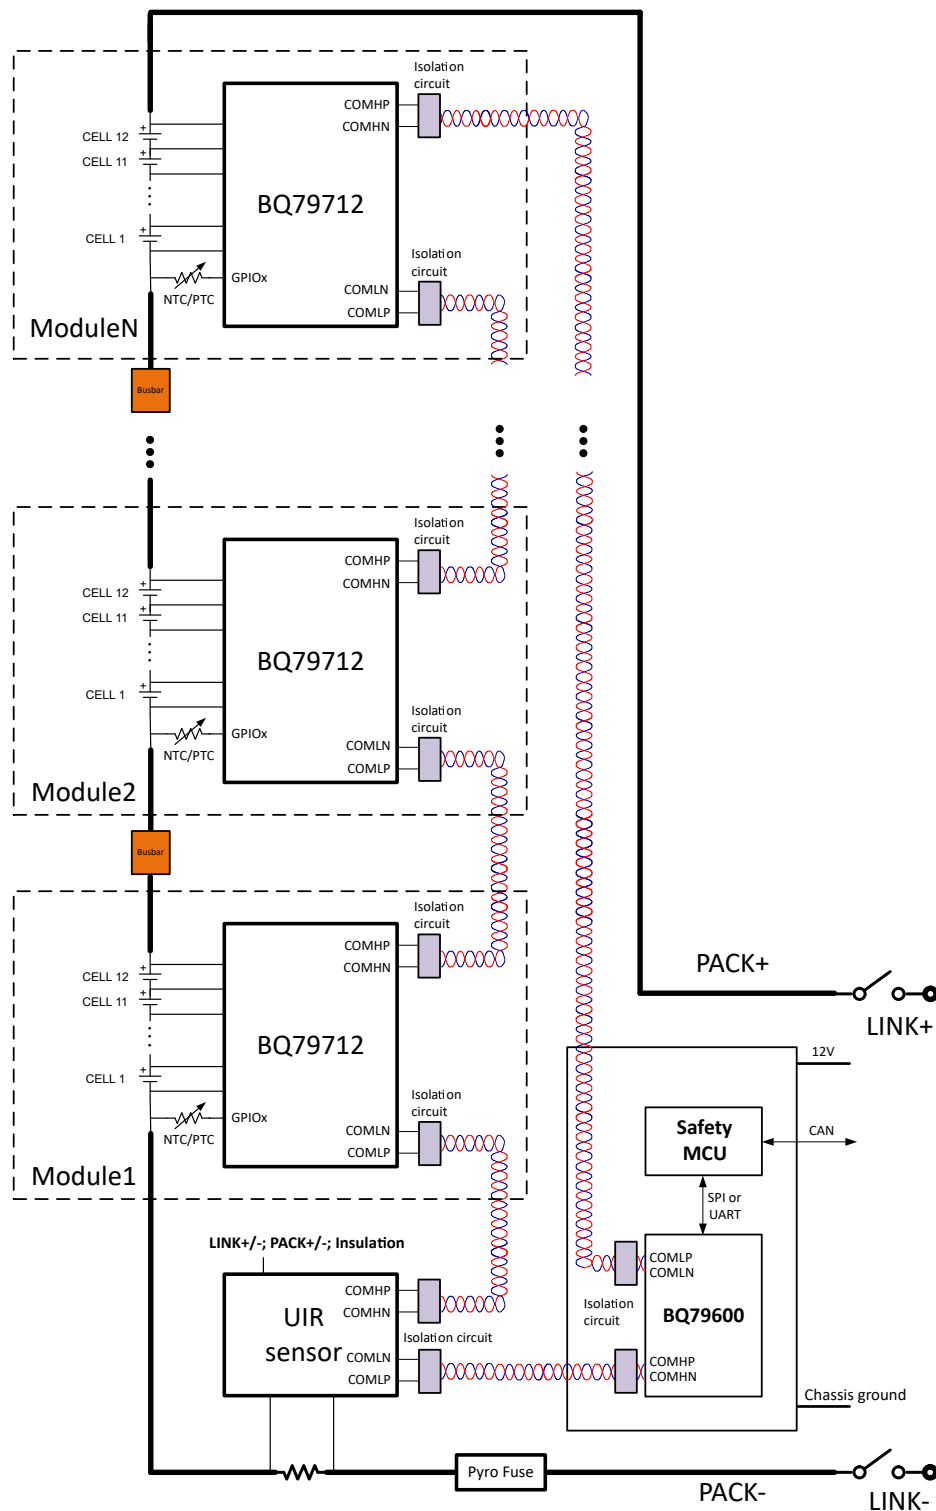 Isolation
circuit
COMHP
COMHN
CELL 12
CELL 11
BQ79712
CELL 1
Isolation
circuit
GPIOx
COMLN
COMLP
NTC/PTC
ModuleN
Busbar
Isolation
circuit
COMHP
COMHN
CELL 12
CELL 11
BQ79712
CELL 1
Isolation
circuit
GPIOx
COMLN
COMLP
NTC/PTC
Module2
Busbar
Isolation
circuit
COMHP
COMHN
CELL 12
CELL 11
BQ79712
CELL 1
Isolation
circuit
GPIOx
COMLN
COMLP
NTC/PTC
Module1
PACK+
LINK+
12V
Safety
MCU
CAN
SPI or
UART
LINK+/-; PACK+/-; Insulation
COMHP
COMHN
UIR
sensor
COMLN
COMLP
Isolation circuit
COMLP
COMLN
Isolation
circuit
BQ79600
COMHP
COMHN
Chassis ground
Pyro Fuse
PACK-
LINK-